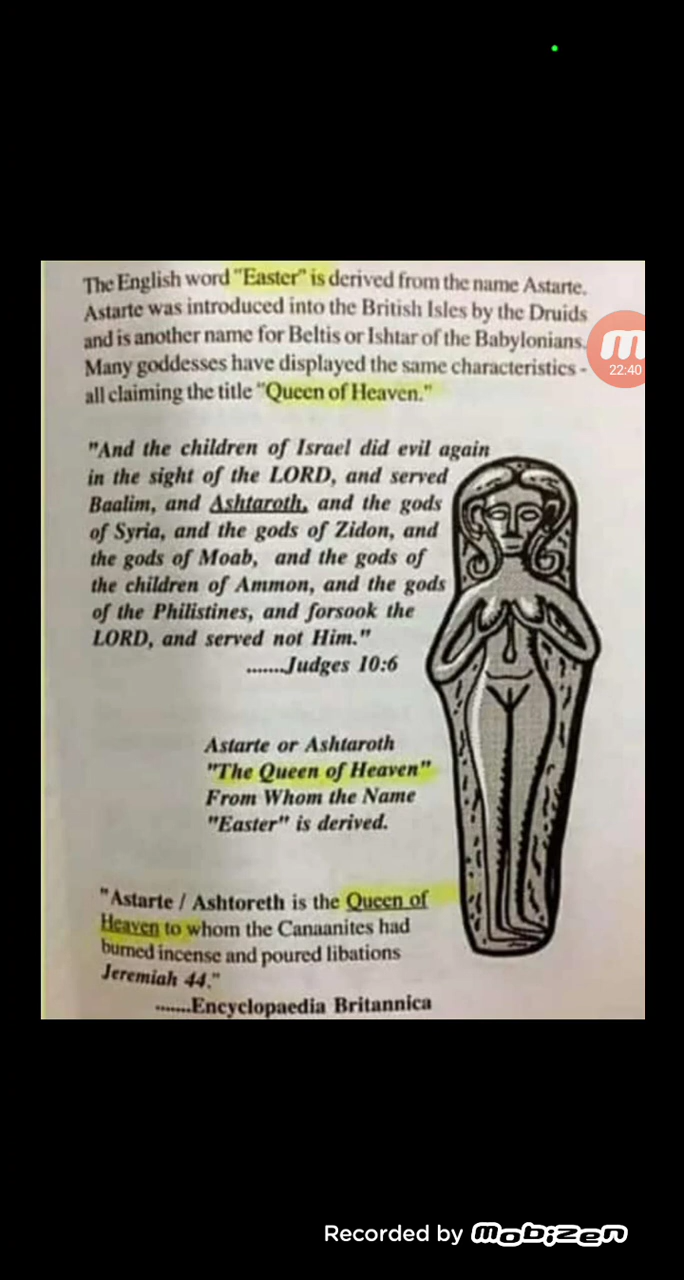 The English word "Easter" is derived from the name Astarte.
Astarte was introduced into the British Isles by the Druids
and is another name for Beltis or Ishtar of the Babylonians.
Many goddesses have displayed the same characteristics -
all claiming the title "Queen of Heaven."
"And the children of Israel did evil again
in the sight of the LORD, and served
Baalim, and Ashtaroth, and the gods
of Syria, and the gods of Zidon, and
the gods of Moab, and the gods of
the children of Ammon, and the gods
of the Philistines, and forsook the
LORD, and served not Him."
.......Judges 10:6
Astarte or Ashtaroth
"The Queen of Heaven"
From Whom the Name
"Easter" is derived.
"Astarte / Ashtoreth is the Queen of
Heaven to whom the Canaanites had
burned incense and poured libations
Jeremiah 44."
.......Encyclopaedia Britannica
m
22:40
Recorded by Mobizen